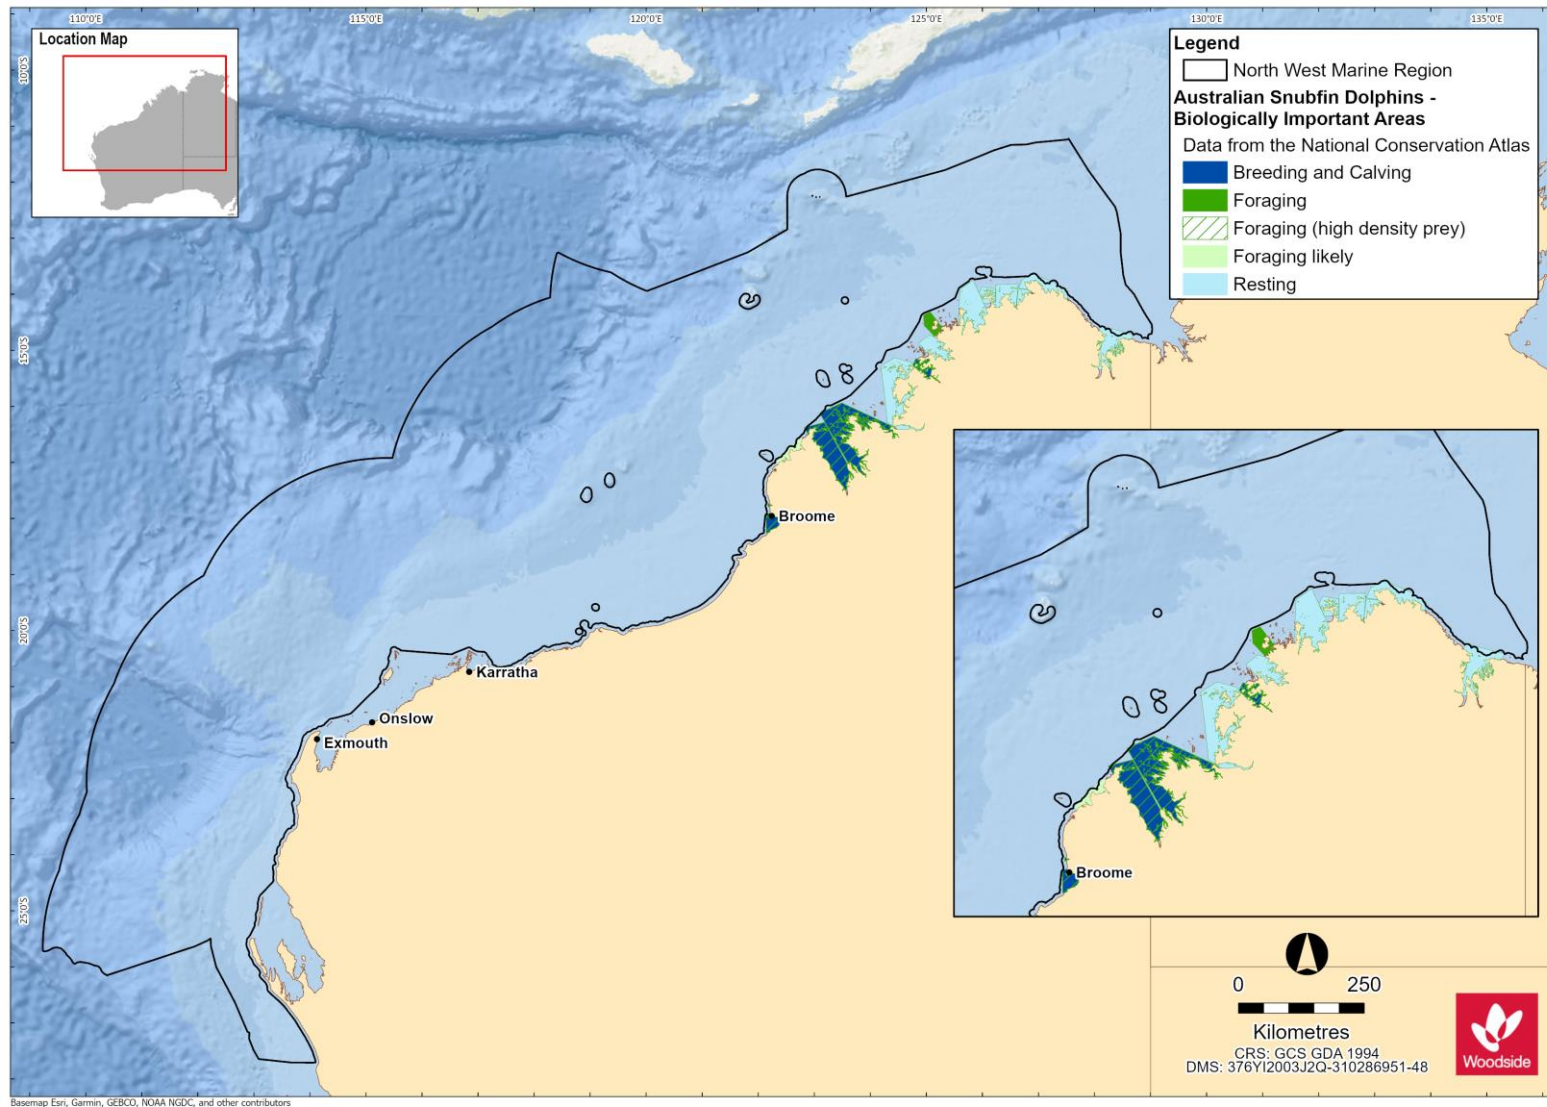 110°0'E
115°0'E
120°0'E
125°0'E
130°0'E
135°0'E
10°0'S
15°0'S
20°0'S
25°0'S
Location Map
Legend
North West Marine Region
Australian Snubfin Dolphins -
Biologically Important Areas
Data from the National Conservation Atlas
Breeding and Calving
Foraging
Foraging (high density prey)
Foraging likely
Resting
Broome
Karratha
Onslow
Exmouth
Broome
0 250
Kilometres
CRS: GCS GDA 1994
DMS: 376YI2003J2Q-310286951-48
Woodside
Basemap Esri, Garmin, GEBCO, NOAA NGDC, and other contributors